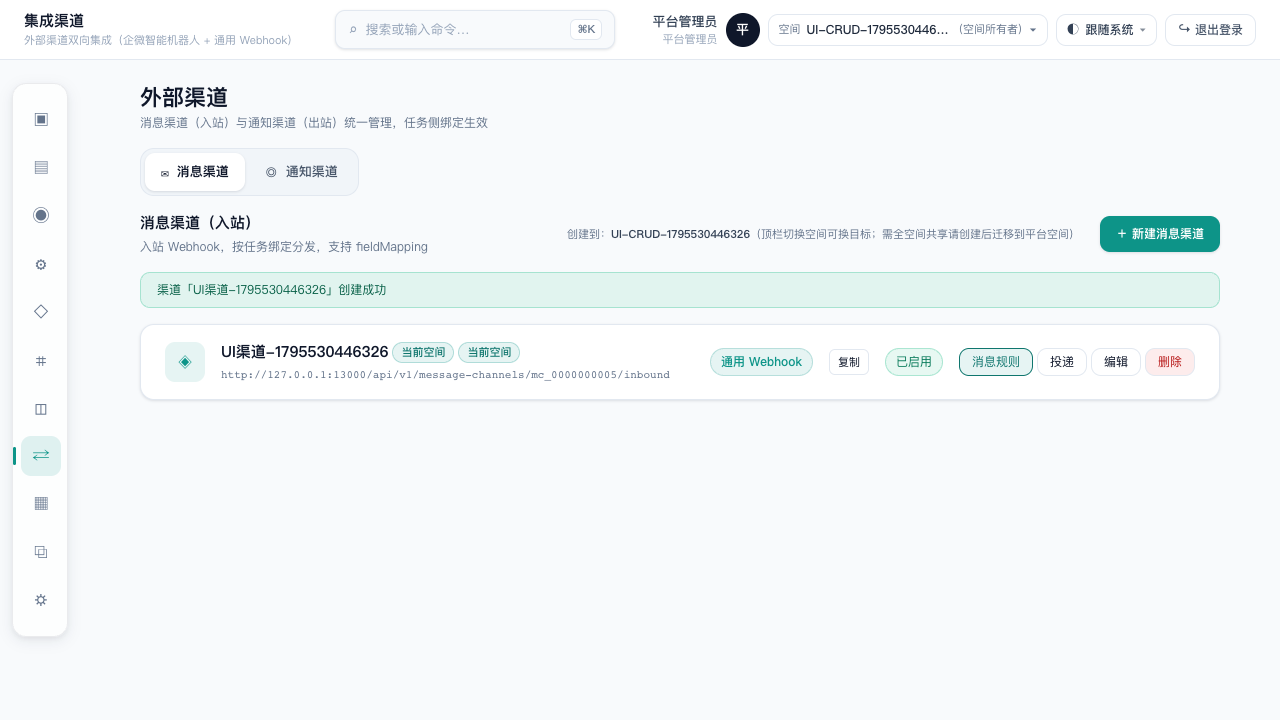 集成渠道
外部渠道双向集成（企微智能机器人 + 通用 Webhook）
搜索或输入命令… ⌘K
平台管理员
平台管理员
平
空间 UI-CRUD-1795530446… （空间所有者）
跟随系统
退出登录
外部渠道
消息渠道（入站）与通知渠道（出站）统一管理，任务侧绑定生效
消息渠道
通知渠道
消息渠道（入站）
入站 Webhook，按任务绑定分发，支持 fieldMapping
创建到：UI-CRUD-1795530446326（顶栏切换空间可换目标；需全空间共享请创建后迁移到平台空间）
+ 新建消息渠道
渠道「UI渠道-1795530446326」创建成功
UI渠道-1795530446326 当前空间 当前空间
http://127.0.0.1:13000/api/v1/message-channels/mc_0000000005/inbound
通用 Webhook 复制 已启用 消息规则 投递 编辑 删除